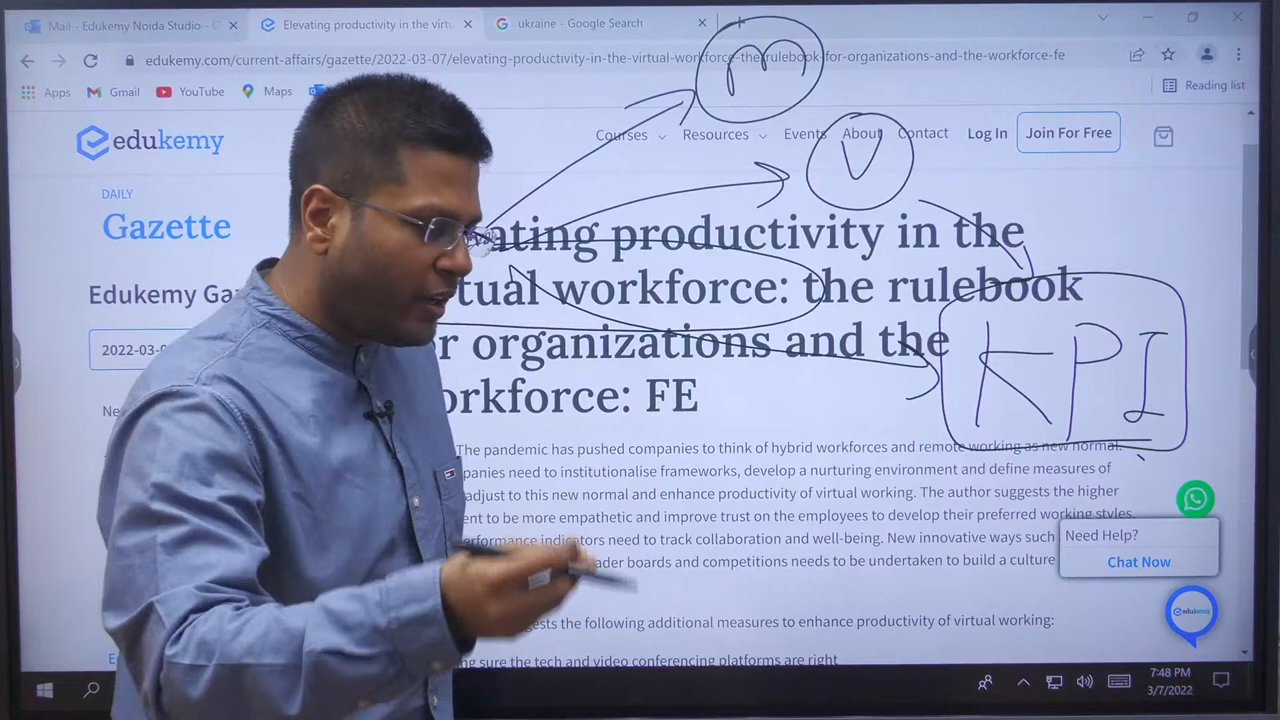 Mail - Edukemy Noida Studio - O
Elevating productivity in the virtu
ukraine - Google Search
edukemy.com/current-affairs/gazette/2022-03-07/elevating-productivity-in-the-virtual-workforce-the-rulebook-for-organizations-and-the-workforce-fe
Apps
Gmail
YouTube
Maps
Reading list
m
edukemy
Courses
Resources
Events
About
Contact
Log In
Join For Free
V
DAILY
Gazette
ating productivity in the
tual workforce: the rulebook
r organizations and the
orkforce: FE
Edukemy Ga
2022-03-0
Ne
KPI
The pandemic has pushed companies to think of hybrid workforces and remote working as new normal.
panies need to institutionalise frameworks, develop a nurturing environment and define measures of
adjust to this new normal and enhance productivity of virtual working. The author suggests the higher
ent to be more empathetic and improve trust on the employees to develop their preferred working styles.
erformance indicators need to track collaboration and well-being. New innovative ways such
ader boards and competitions needs to be undertaken to build a culture
Need Help?
Chat Now
edukemy
ests the following additional measures to enhance productivity of virtual working:
ng sure the tech and video conferencing platforms are right
E
7:48 PM
3/7/2022